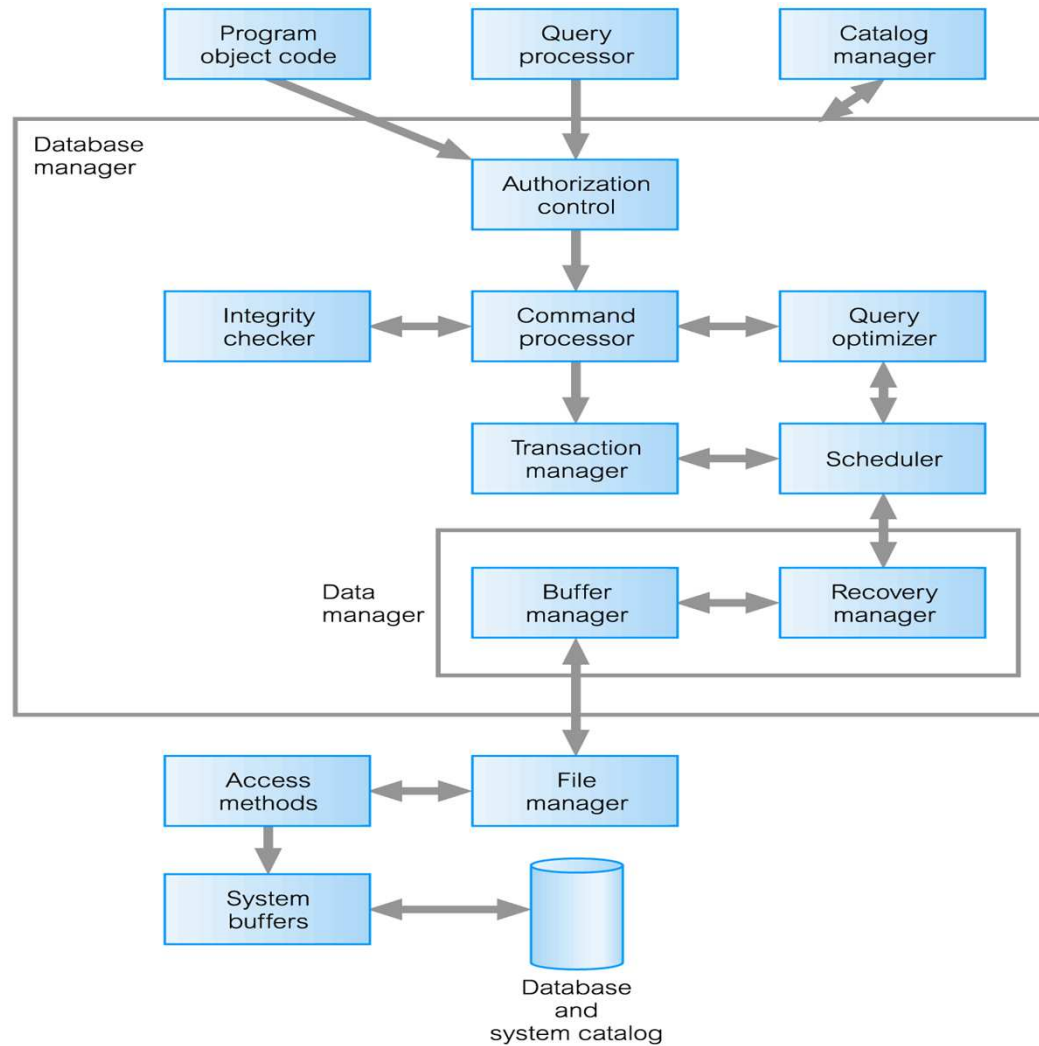 Program
object code
Query
processor
Catalog
manager
Database
manager
Authorization
control
Integrity
checker
Command
processor
Query
optimizer
Transaction
manager
Scheduler
Data
manager
Buffer
manager
Recovery
manager
Access
methods
File
manager
System
buffers
Database
and
system catalog